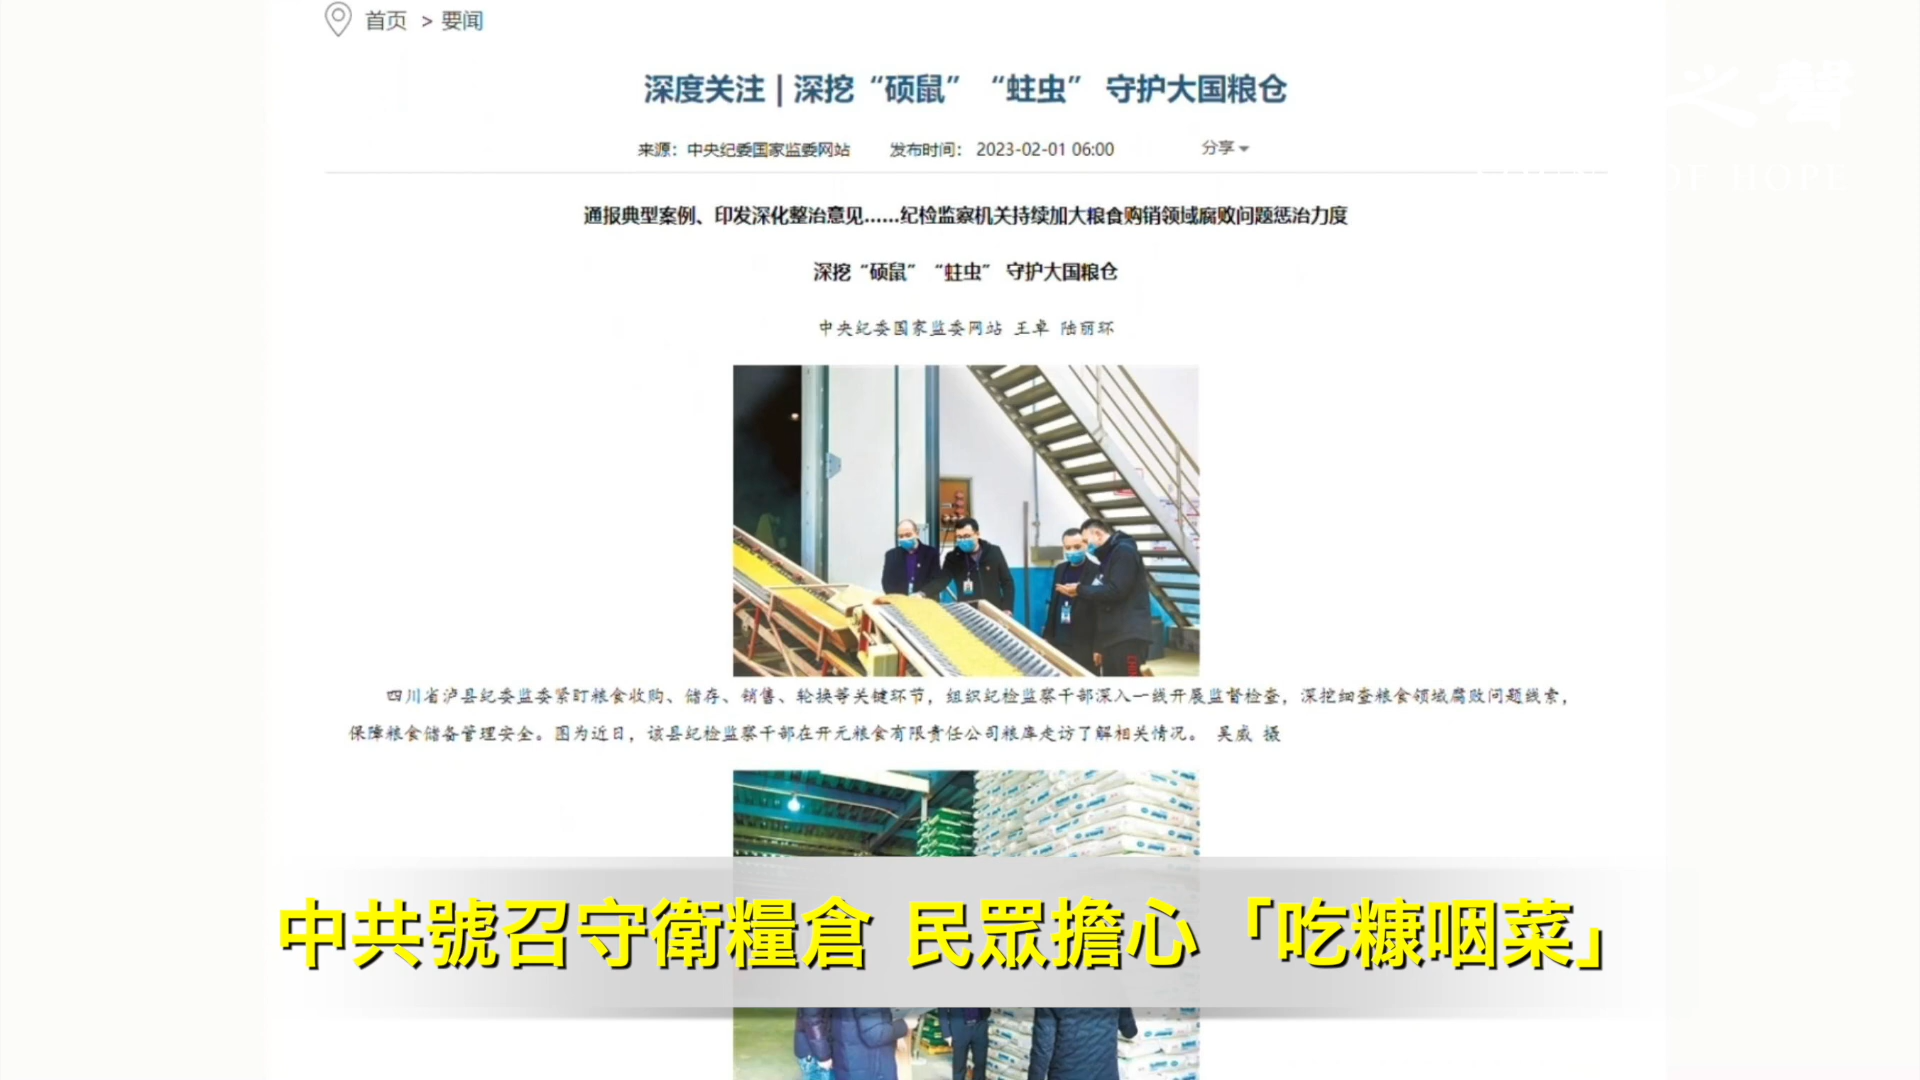 首页 > 要闻
之聲
OF HOPE
深度关注 | 深挖“硕鼠” “蛀虫” 守护大国粮仓
来源：中央纪委国家监委网站 发布时间： 2023-02-01 06:00 分享
通报典型案例、印发深化整治意见……纪检监察机关持续加大粮食购销领域腐败问题惩治力度
深挖“硕鼠” “蛀虫” 守护大国粮仓
中央纪委国家监委网站 王卓 陆丽环
四川省泸县纪委监委紧盯粮食收购、储存、销售、轮换等关键环节，组织纪检监察干部深入一线开展监督检查，深挖细查粮食领域腐败问题线索，
保障粮食储备管理安全。图为近日，该县纪检监察干部在开元粮食有限责任公司粮库走访了解相关情况。 吴威 摄
中共號召守衛糧倉 民眾擔心「吃糠咽菜」